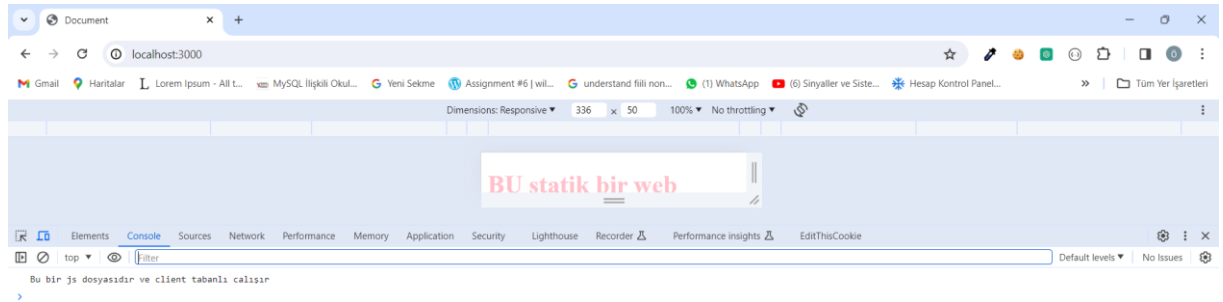 Document
localhost:3000
Gmail Haritalar Lorem Ipsum - All t... MySQL İlişkili Okul... Yeni Sekme Assignment #6 | wil... understand fiili non... (1) WhatsApp (6) Sinyaller ve Siste... Hesap Kontrol Panel... » Tüm Yer İşaretleri
Dimensions: Responsive ▼ 336 x 50 100% ▼ No throttling ▼
BU statik bir web
Elements Console Sources Network Performance Memory Application Security Lighthouse Recorder Performance insights EditThisCookie
top ▼ Filter Default levels ▼ No Issues
Bu bir js dosyasıdır ve client tabanlı calışır
>